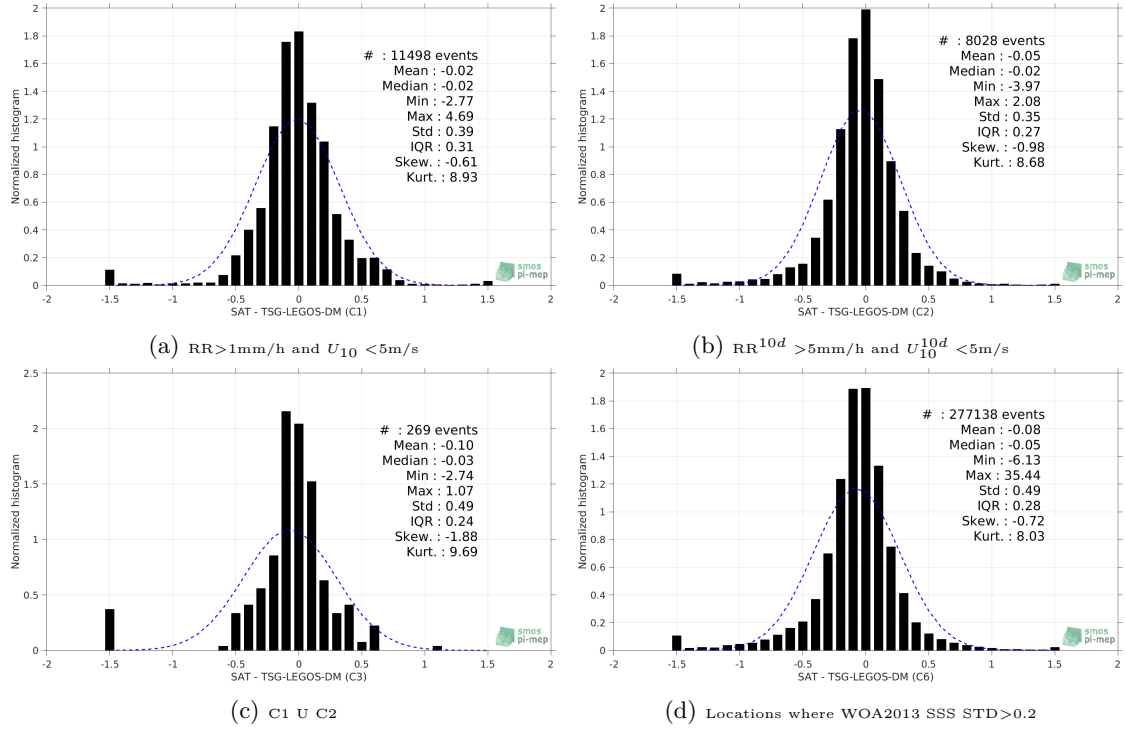 2
1.8
1.6
1.4
1.2
1
0.8
0.6
0.4
0.2
0
-2 -1.5 -1 -0.5 0 0.5 1 1.5 2
Normalized histogram
SAT - TSG-LEGOS-DM (C1)
# : 11498 events
Mean : -0.02
Median : -0.02
Min : -2.77
Max : 4.69
Std : 0.39
IQR : 0.31
Skew. : -0.61
Kurt. : 8.93
smos
pi-mep
(a) RR>1mm/h and U10 <5m/s
2
1.8
1.6
1.4
1.2
1
0.8
0.6
0.4
0.2
0
-2 -1.5 -1 -0.5 0 0.5 1 1.5 2
Normalized histogram
SAT - TSG-LEGOS-DM (C2)
# : 8028 events
Mean : -0.05
Median : -0.02
Min : -3.97
Max : 2.08
Std : 0.35
IQR : 0.27
Skew. : -0.98
Kurt. : 8.68
smos
pi-mep
(b) RR^10d >5mm/h and U10^10d <5m/s
2.5
2
1.5
1
0.5
0
-2 -1.5 -1 -0.5 0 0.5 1 1.5 2
Normalized histogram
SAT - TSG-LEGOS-DM (C3)
# : 269 events
Mean : -0.10
Median : -0.03
Min : -2.74
Max : 1.07
Std : 0.49
IQR : 0.24
Skew. : -1.88
Kurt. : 9.69
smos
pi-mep
(c) C1 U C2
2
1.8
1.6
1.4
1.2
1
0.8
0.6
0.4
0.2
0
-2 -1.5 -1 -0.5 0 0.5 1 1.5 2
Normalized histogram
SAT - TSG-LEGOS-DM (C6)
# : 277138 events
Mean : -0.08
Median : -0.05
Min : -6.13
Max : 35.44
Std : 0.49
IQR : 0.28
Skew. : -0.72
Kurt. : 8.03
smos
pi-mep
(d) Locations where WOA2013 SSS STD>0.2